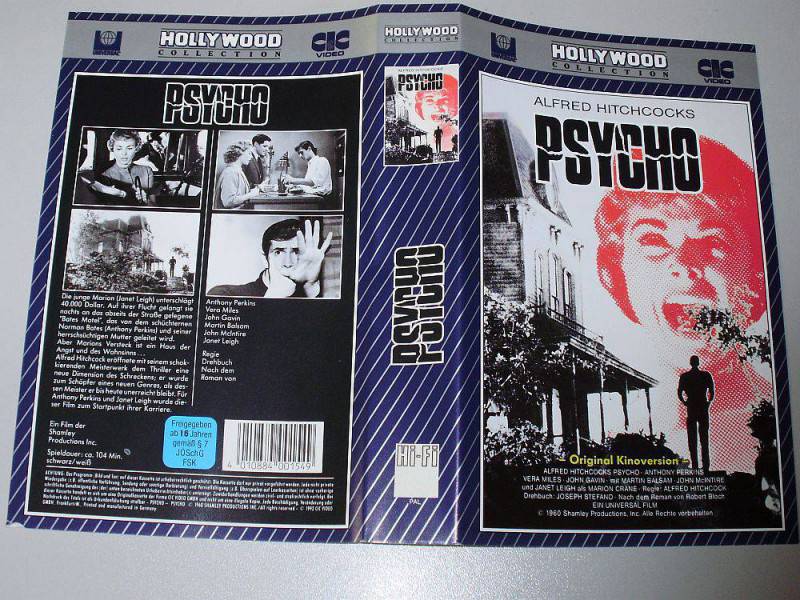 HOLLYWOOD
COLLECTION
CIC
VIDEO
PSYCHO
Die junge Marion (Janet Leigh) unterschlägt
40.000 Dollar. Auf ihrer Flucht gelangt sie
nachts an das abseits der Straße gelegene
"Bates Motel", das von dem schüchternen
Norman Bates (Anthony Perkins) und seiner
herrschsüchtigen Mutter geleitet wird.
Aber Marions Versteck ist ein Haus der
Angst und des Wahnsinns ...
Alfred Hitchcock eröffnete mit seinem schok-
kierenden Meisterwerk dem Thriller eine
neue Dimension des Schreckens; er wurde
zum Schöpfer eines neuen Genres, als des-
sen Meister er bis heute unerreicht bleibt. Für
Anthony Perkins und Janet Leigh wurde die-
ser Film zum Startpunkt ihrer Karriere.
Ein Film der
Shamley
Productions Inc.
Spieldauer: ca. 104 Min.
schwarz/weiß
Anthony Perkins
Vera Miles
John Gavin
Martin Balsam
John McIntire
Janet Leigh
Regie
Drehbuch
Nach dem
Roman von
Freigegeben
ab 16 Jahren
gemäß § 7
JÖSchG
FSK
4 010884 001549
HOLLYWOOD
COLLECTION
ALFRED HITCHCOCKS
PSYCHO
PSYCHO
Hi-Fi
PAL
HOLLYWOOD
COLLECTION
CIC
VIDEO
ALFRED HITCHCOCKS
PSYCHO
– Original Kinoversion –
ALFRED HITCHCOCKS PSYCHO · ANTHONY PERKINS
VERA MILES · JOHN GAVIN · mit MARTIN BALSAM · JOHN McINTIRE
und JANET LEIGH als MARION CRANE · Regie: ALFRED HITCHCOCK
Drehbuch: JOSEPH STEFANO · Nach dem Roman von Robert Bloch
EIN UNIVERSAL FILM
© 1960 Shamley Productions, Inc. Alle Rechte vorbehalten